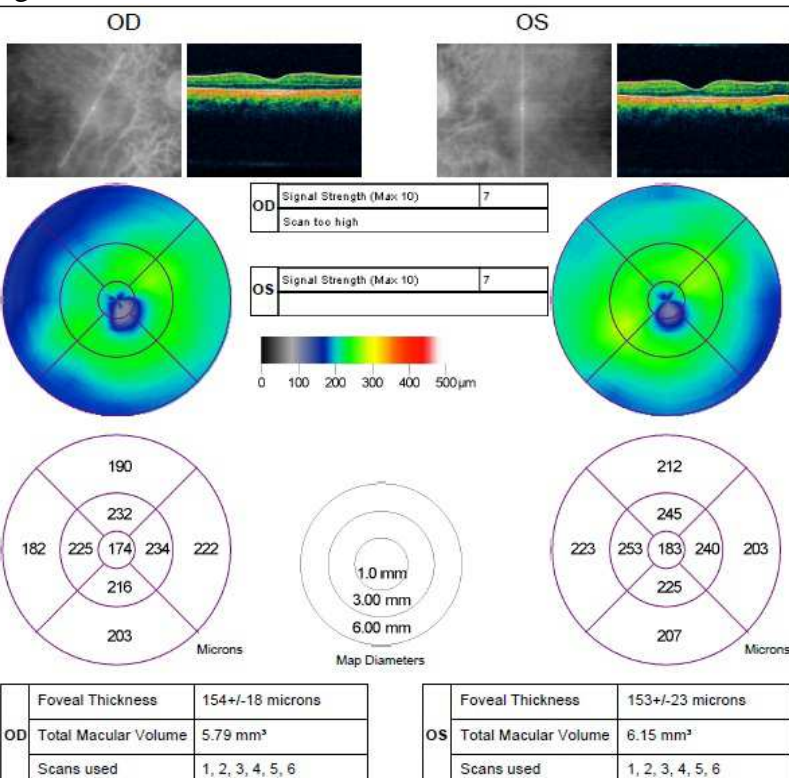 OD OS
OD Signal Strength (Max 10) 7
Scan too high
OS Signal Strength (Max 10) 7
0 100 200 300 400 500 µm
190
232
182 225 174 234 222
216
203
Microns
1.0 mm
3.00 mm
6.00 mm
Map Diameters
212
245
223 253 183 240 203
225
207
Microns
OD
Foveal Thickness 154+/-18 microns
Total Macular Volume 5.79 mm³
Scans used 1, 2, 3, 4, 5, 6
OS
Foveal Thickness 153+/-23 microns
Total Macular Volume 6.15 mm³
Scans used 1, 2, 3, 4, 5, 6